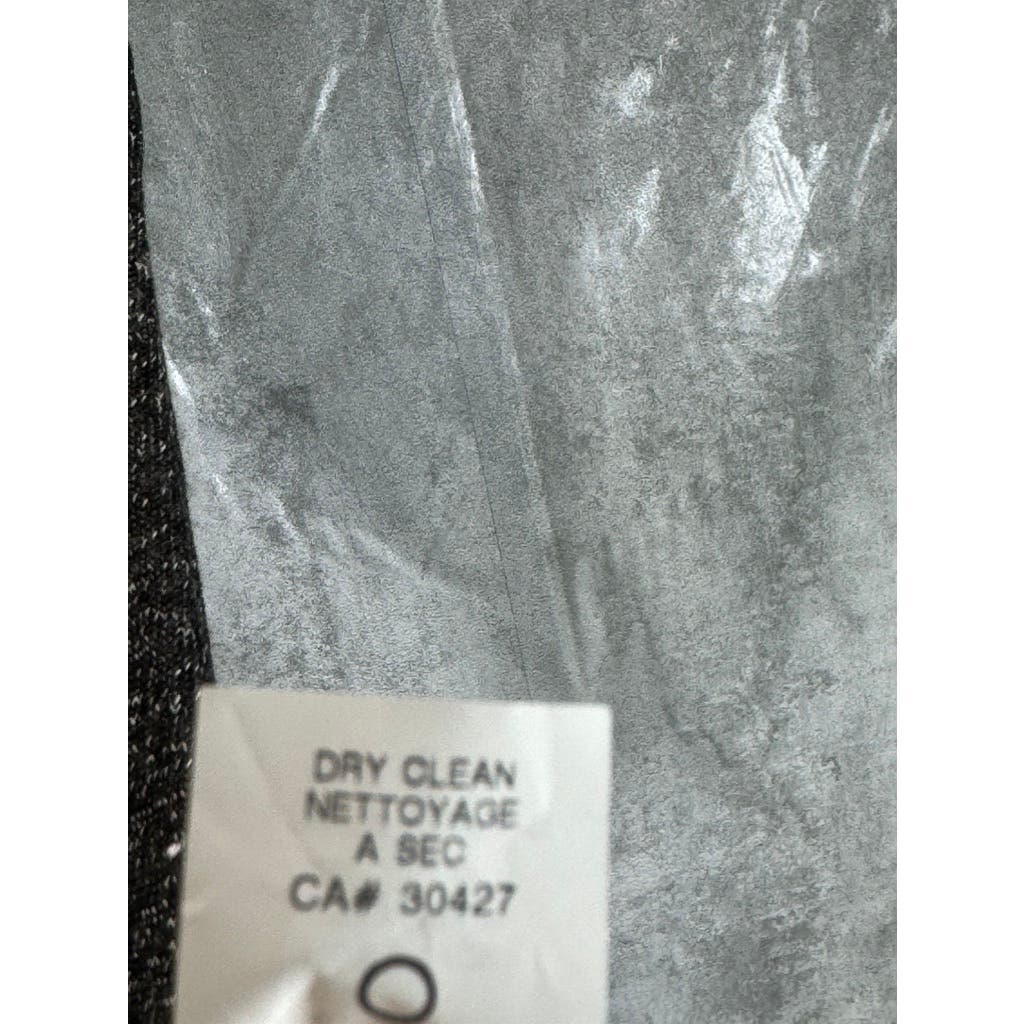 DRY CLEAN
NETTOYAGE
A SEC
CA# 30427